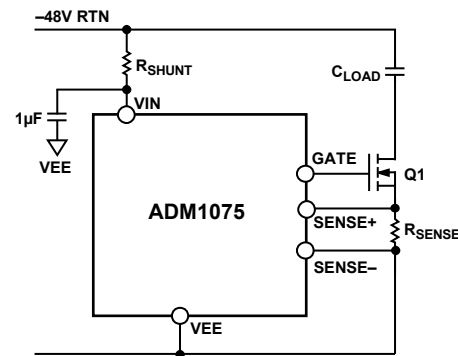 –48V RTN
RSHUNT
CLOAD
VIN
1µF
VEE
GATE
Q1
ADM1075
SENSE+
RSENSE
SENSE–
VEE